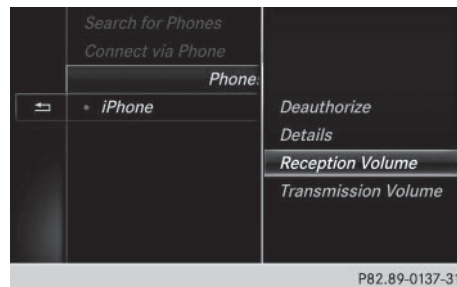 Search for Phones
Connect via Phone
Phone:
• iPhone
Deauthorize
Details
Reception Volume
Transmission Volume
P82.89-0137-31